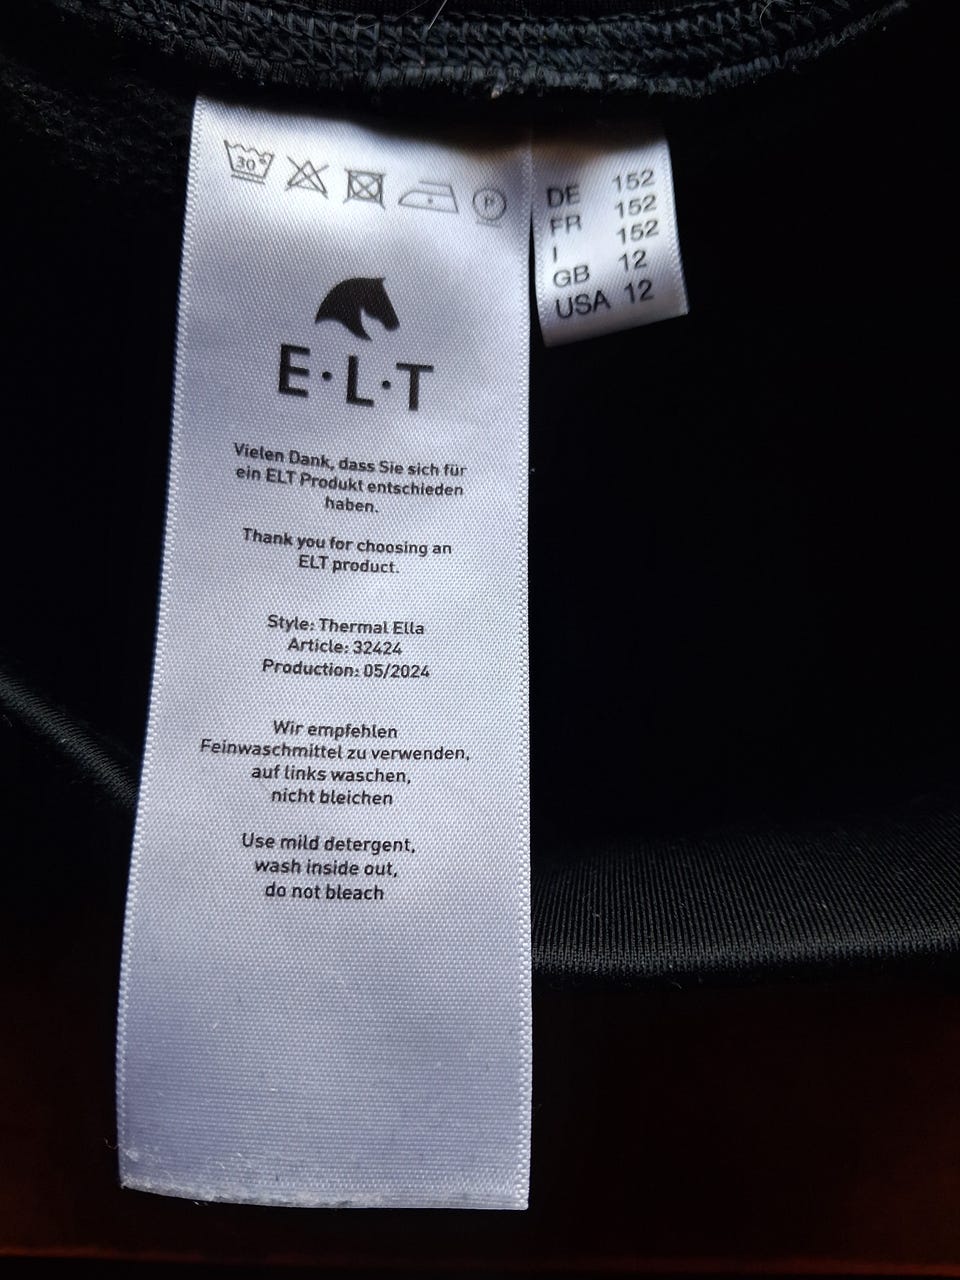 30°
P
E·L·T
Vielen Dank, dass Sie sich für
ein ELT Produkt entschieden
haben.
Thank you for choosing an
ELT product.
Style: Thermal Ella
Article: 32424
Production: 05/2024
Wir empfehlen
Feinwaschmittel zu verwenden,
auf links waschen,
nicht bleichen
Use mild detergent,
wash inside out,
do not bleach
DE 152
FR 152
I 152
GB 12
USA 12